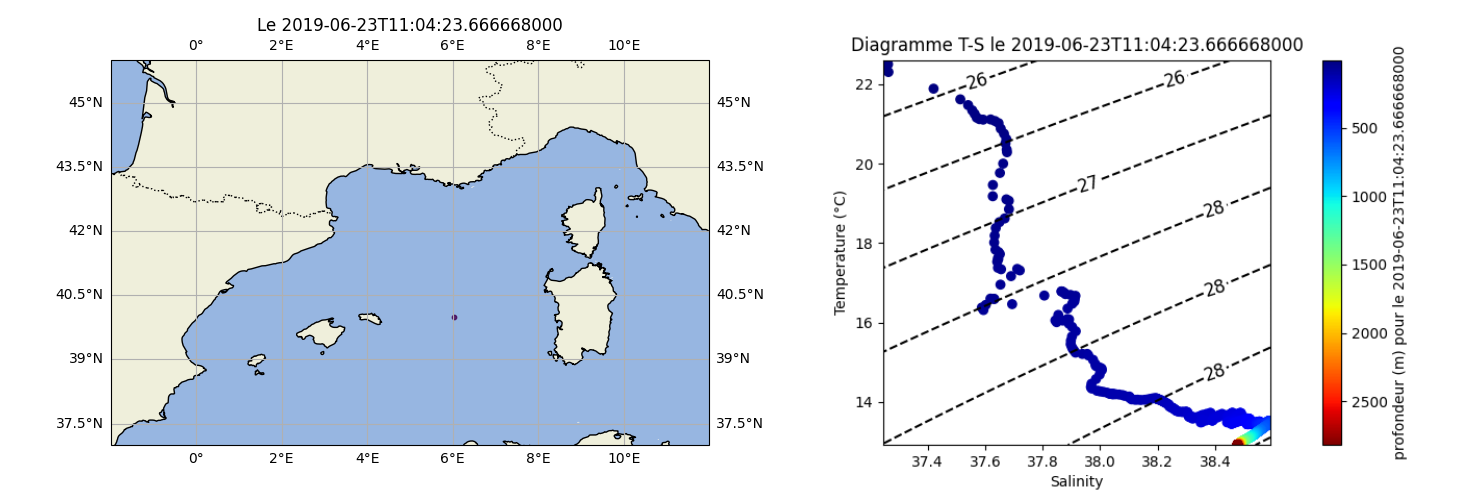 Le 2019-06-23T11:04:23.666668000
0° 2°E 4°E 6°E 8°E 10°E
45°N 45°N
43.5°N 43.5°N
42°N 42°N
40.5°N 40.5°N
39°N 39°N
37.5°N 37.5°N
0° 2°E 4°E 6°E 8°E 10°E
Diagramme T-S le 2019-06-23T11:04:23.666668000
Temperature (°C)
22
20
18
16
14
26
26
27
28
28
28
37.4 37.6 37.8 38.0 38.2 38.4
Salinity
500
1000
1500
2000
2500
profondeur (m) pour le 2019-06-23T11:04:23.666668000